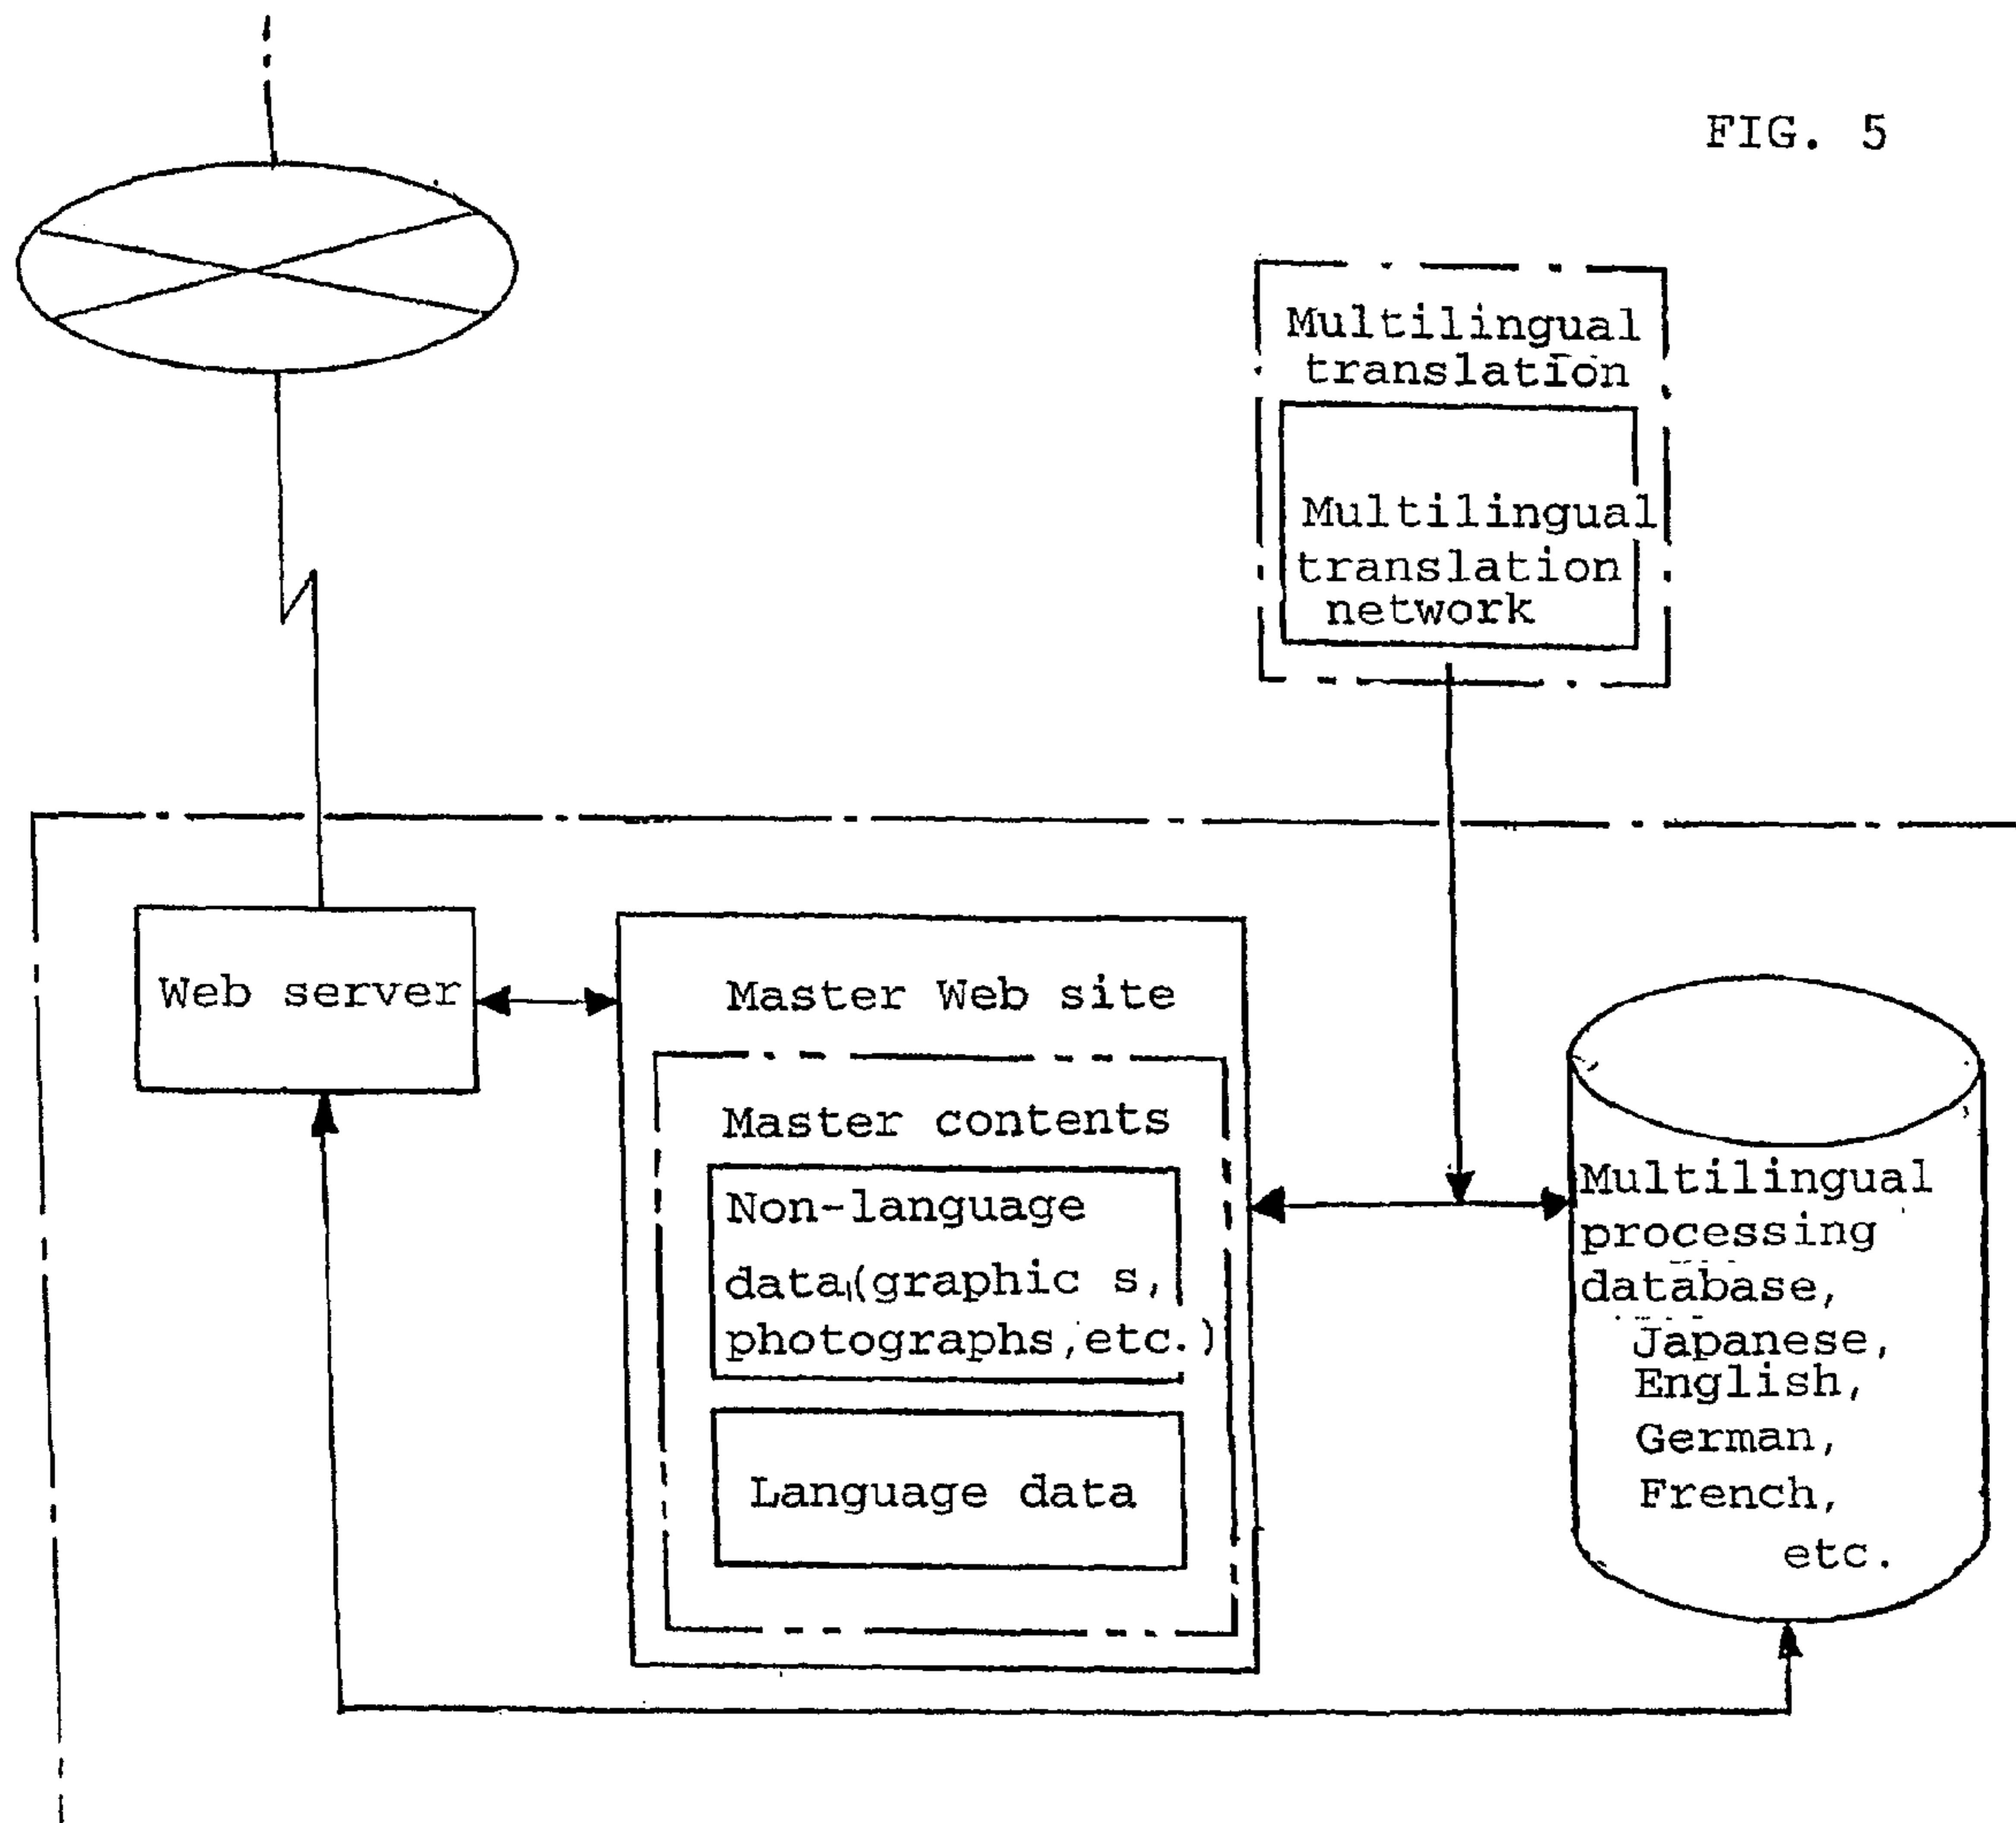 FIG. 5
Multilingual
translation
Multilingual
translation
network
Web server
Master Web site
Master contents
Non-language
data(graphic s,
photographs,etc.)
Language data
Multilingual
processing
database,
Japanese,
English,
German,
French,
etc.